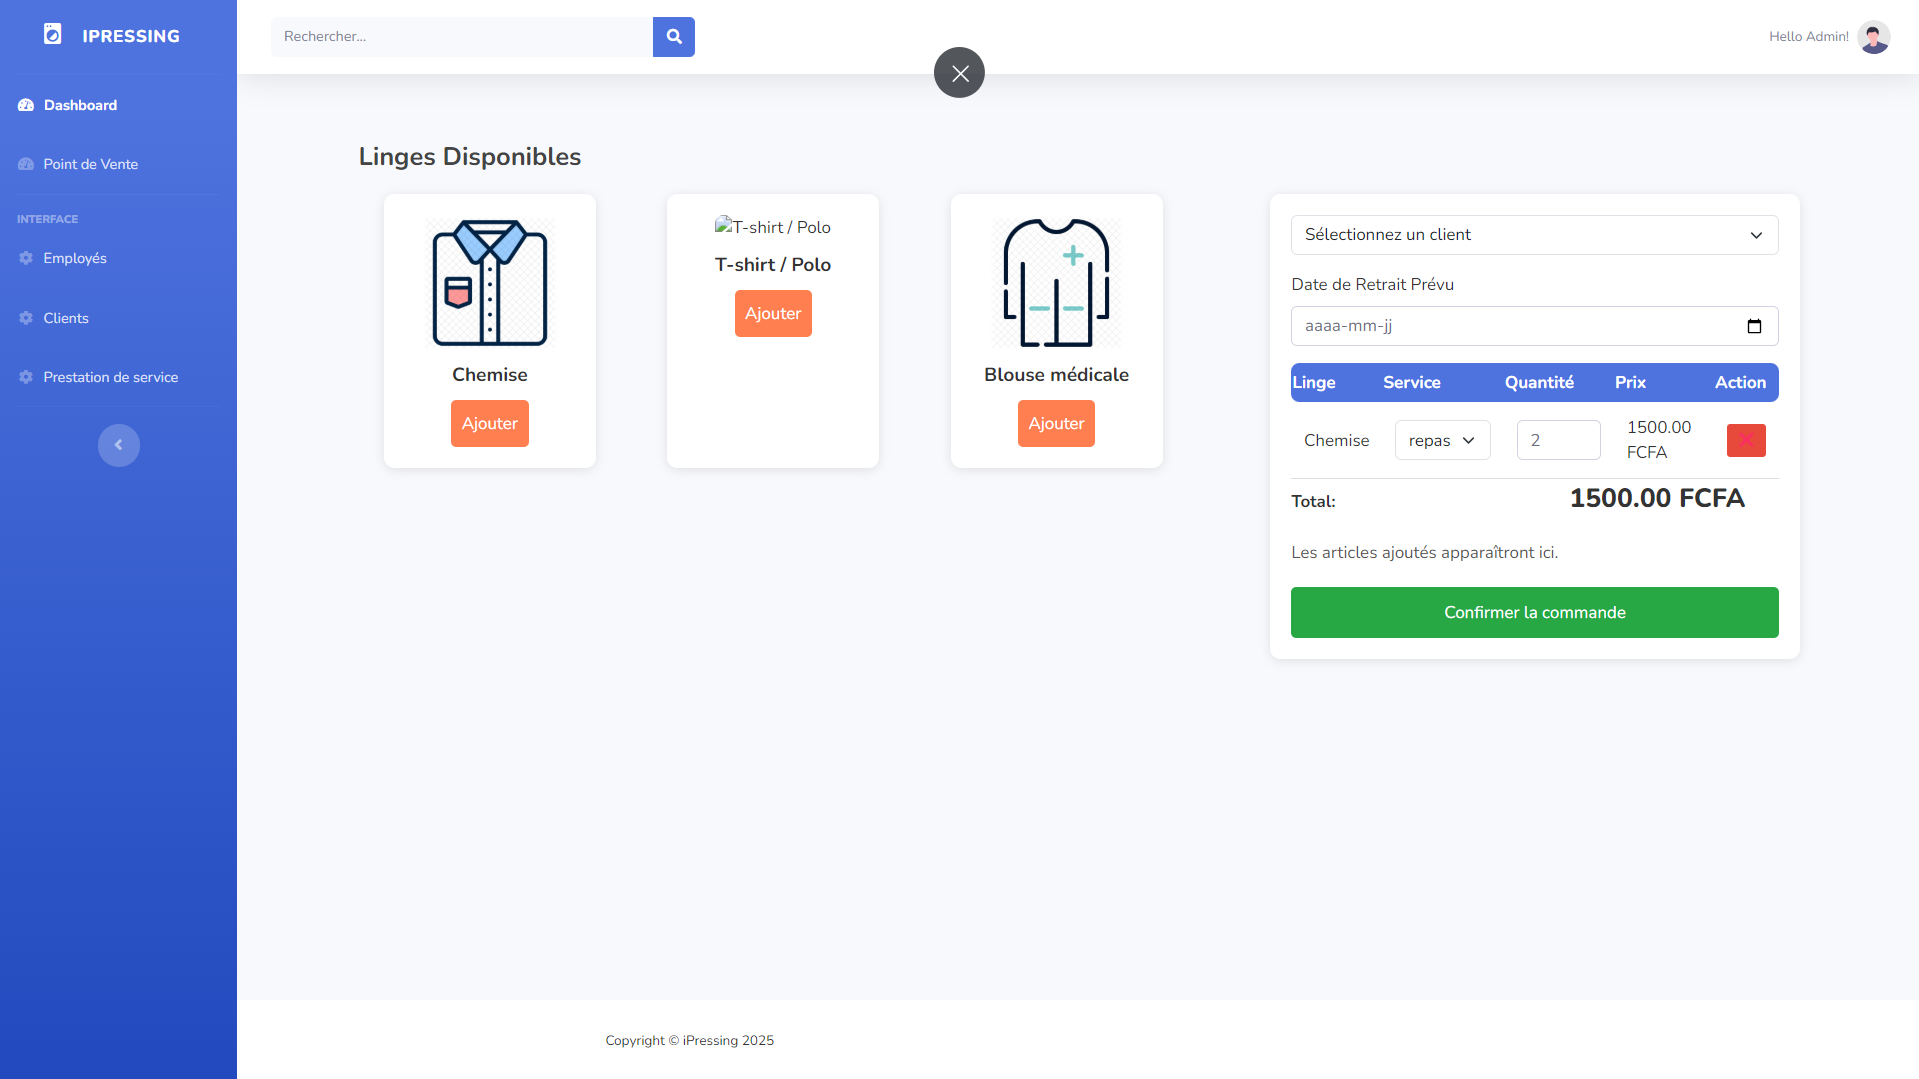 IPRESSING
Dashboard
Point de Vente
INTERFACE
Employés
Clients
Prestation de service
Rechercher...
Hello Admin!
Linges Disponibles
Chemise
Ajouter
T-shirt / Polo
T-shirt / Polo
Ajouter
Blouse médicale
Ajouter
Sélectionnez un client
Date de Retrait Prévu
aaaa-mm-jj
Linge Service Quantité Prix Action
Chemise repas 2 1500.00 FCFA
Total: 1500.00 FCFA
Les articles ajoutés apparaîtront ici.
Confirmer la commande
Copyright © iPressing 2025